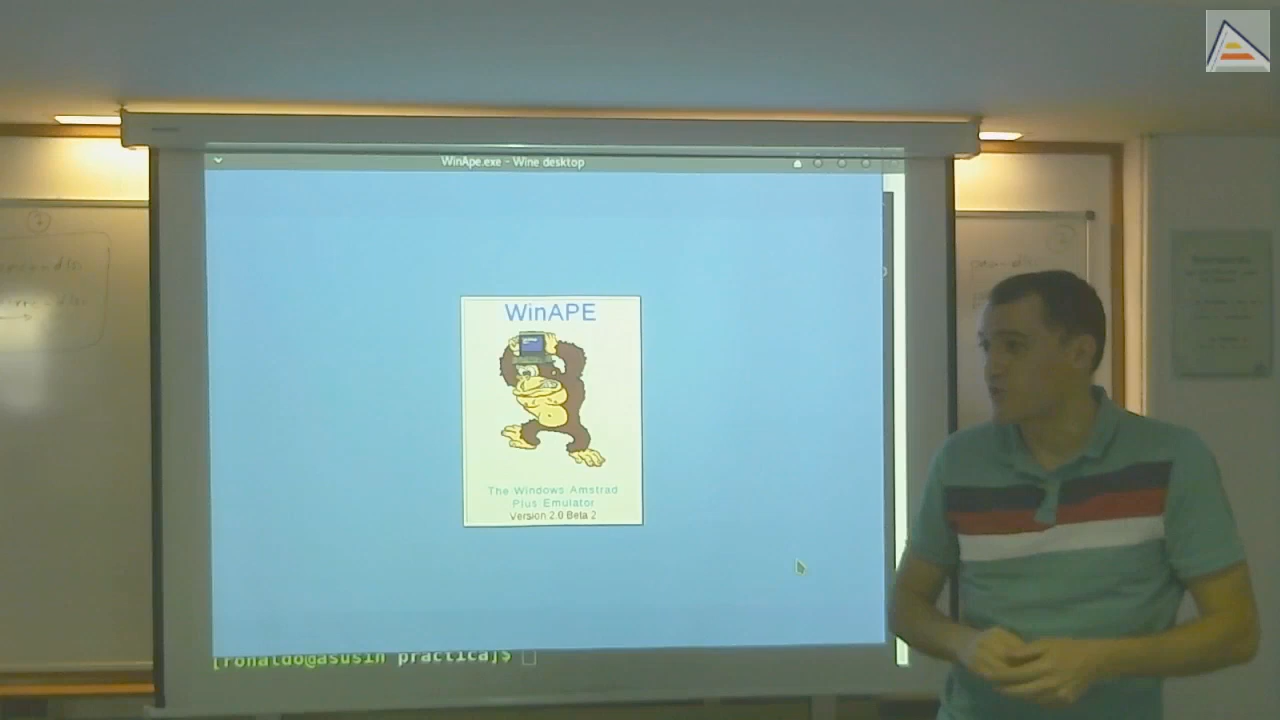 WinApe.exe - Wine desktop
WinAPE
The Windows Amstrad
Plus Emulator
Version 2.0 Beta 2
[ronaldo@asusin practica]$